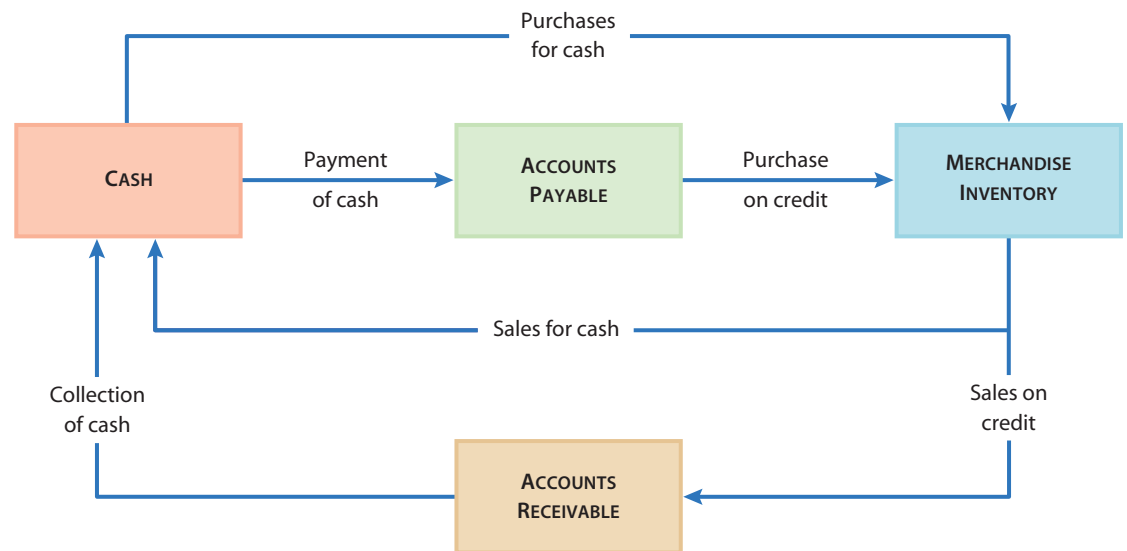 Purchases
for cash
CASH
Payment
of cash
ACCOUNTS
PAYABLE
Purchase
on credit
MERCHANDISE
INVENTORY
Sales for cash
Collection
of cash
Sales on
credit
ACCOUNTS
RECEIVABLE